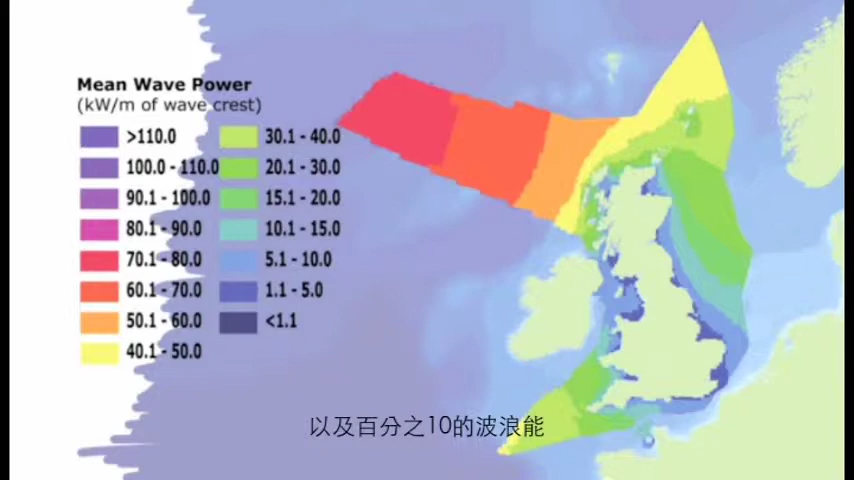 Mean Wave Power
(kW/m of wave crest)
>110.0
100.0 - 110.0
90.1 - 100.0
80.1 - 90.0
70.1 - 80.0
60.1 - 70.0
50.1 - 60.0
40.1 - 50.0
30.1 - 40.0
20.1 - 30.0
15.1 - 20.0
10.1 - 15.0
5.1 - 10.0
1.1 - 5.0
<1.1
以及百分之10的波浪能